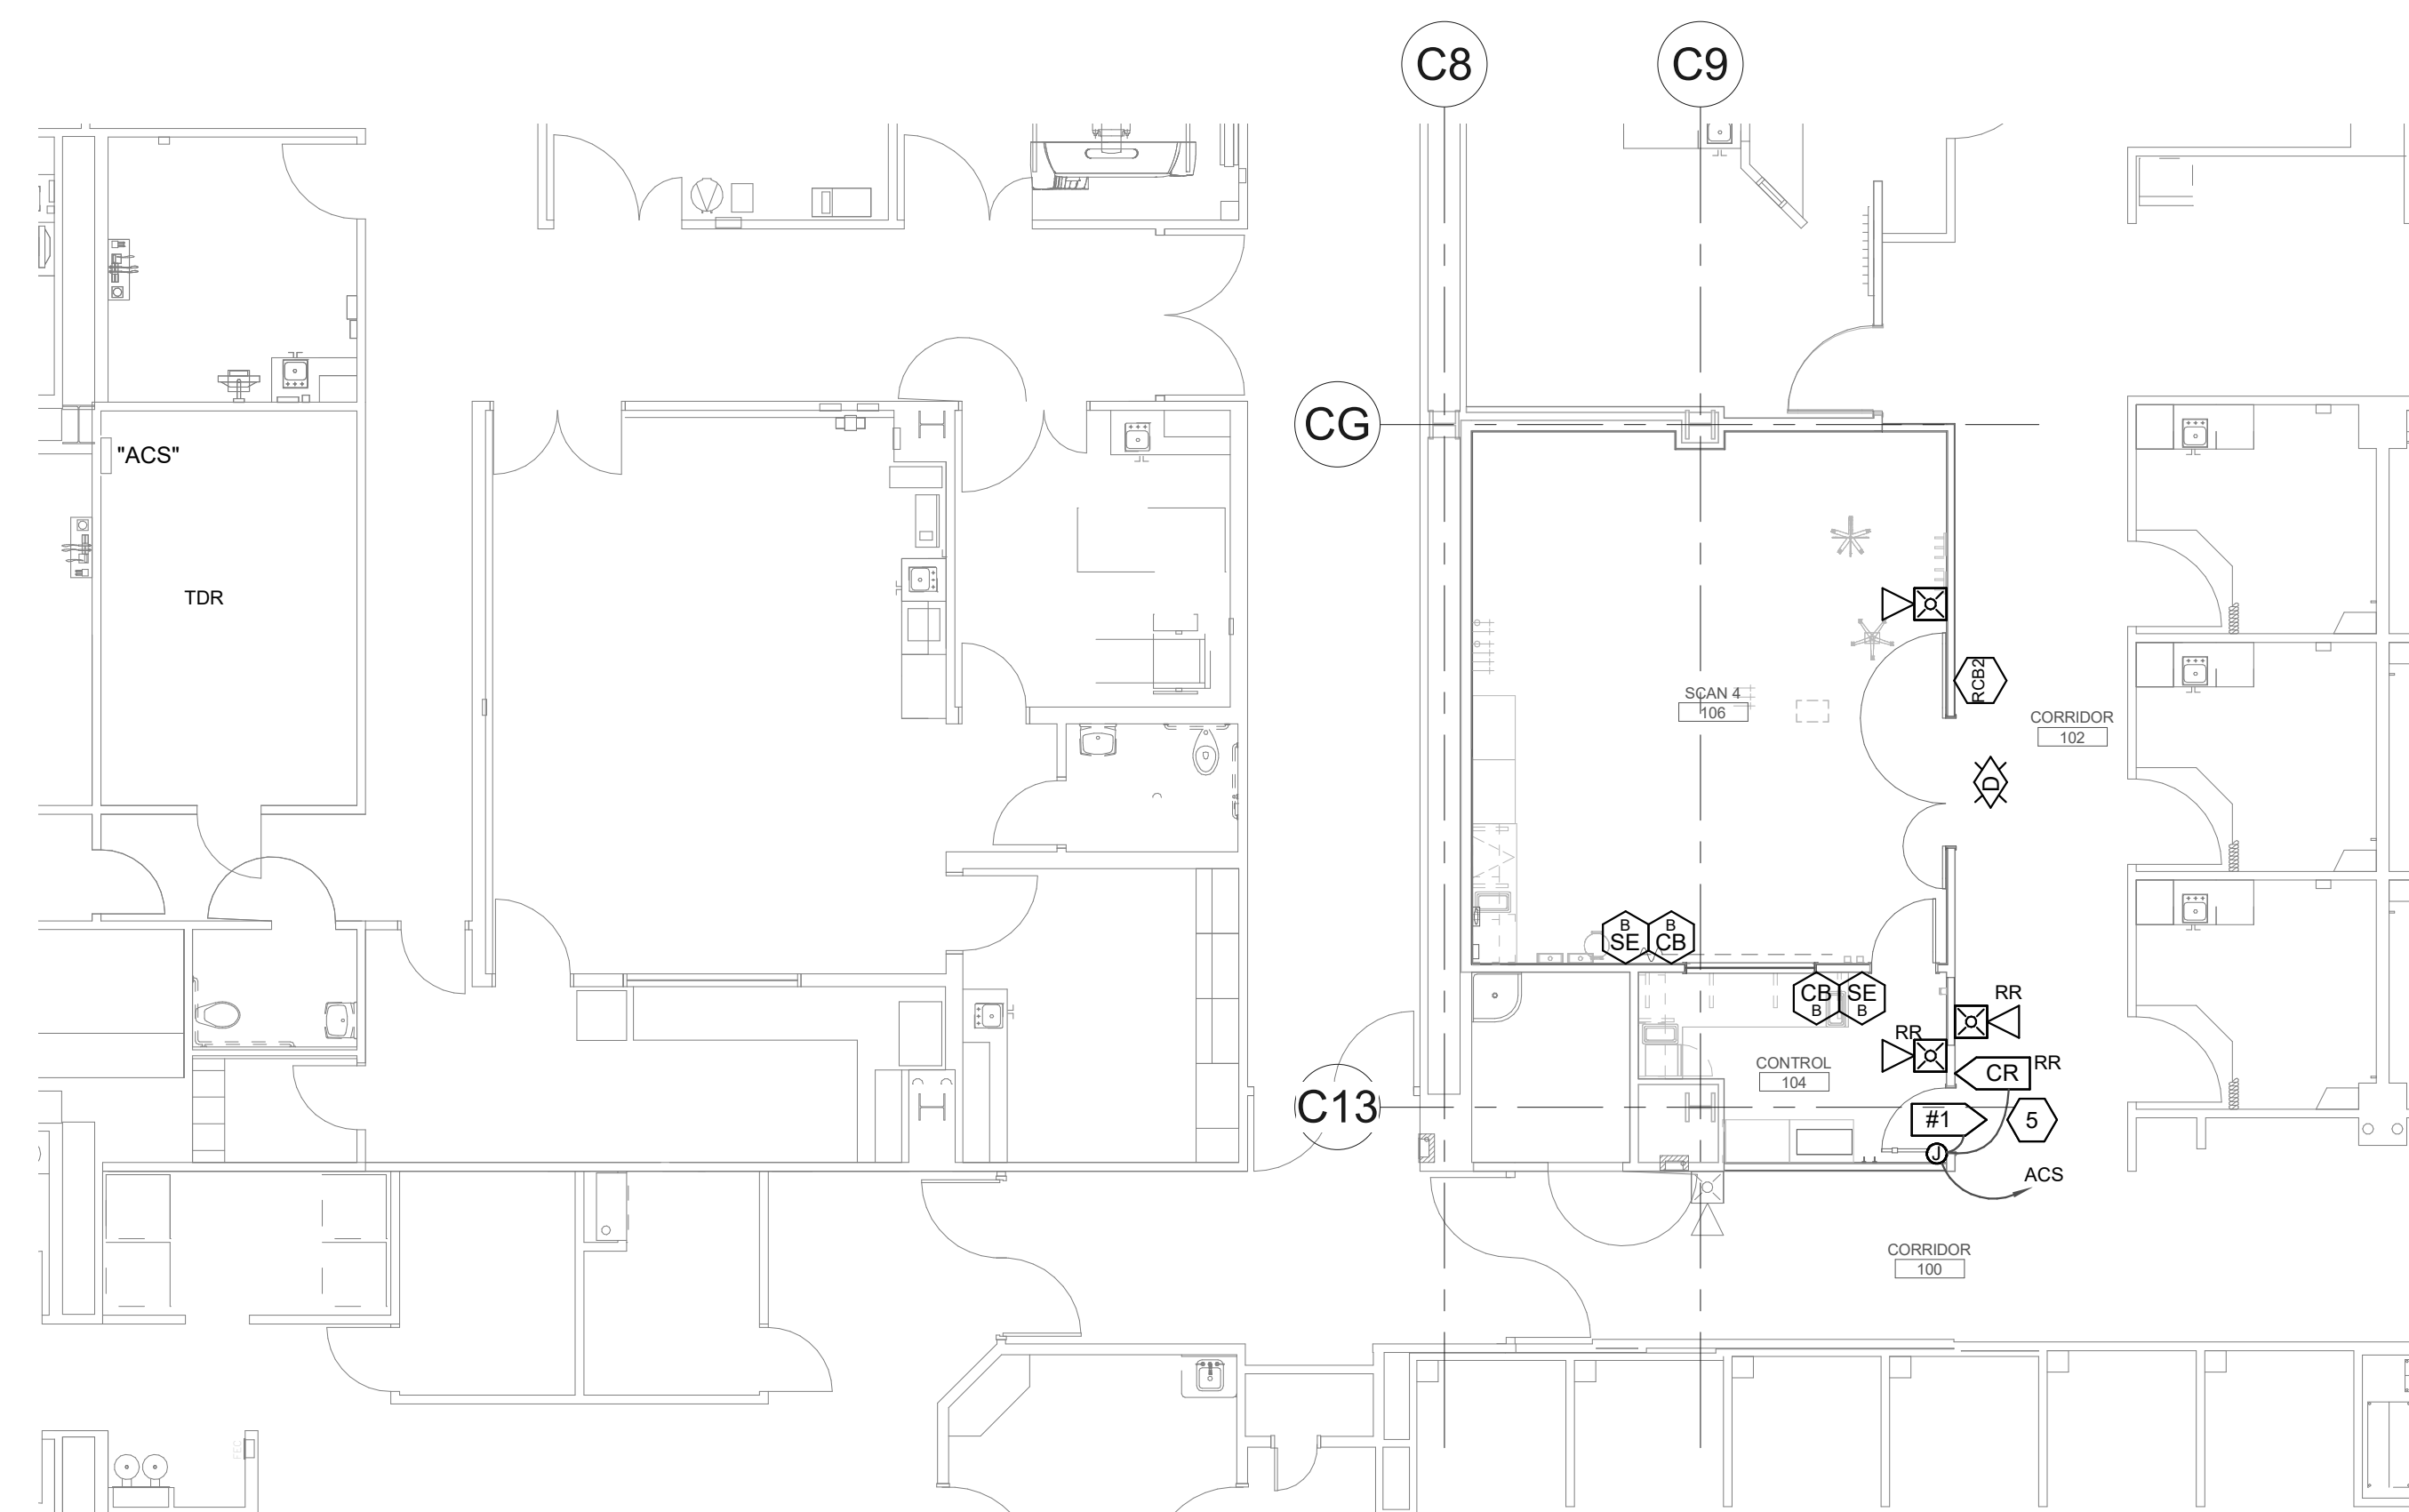 C8
C9
CG
"ACS"
TDR
RCB2
SCAN 4
106
CORRIDOR
102
D
B
SE
B
CB
CB
B
SE
B
RR
RR
CONTROL
104
CR
RR
C13
#1
5
J
ACS
CORRIDOR
100
FEC